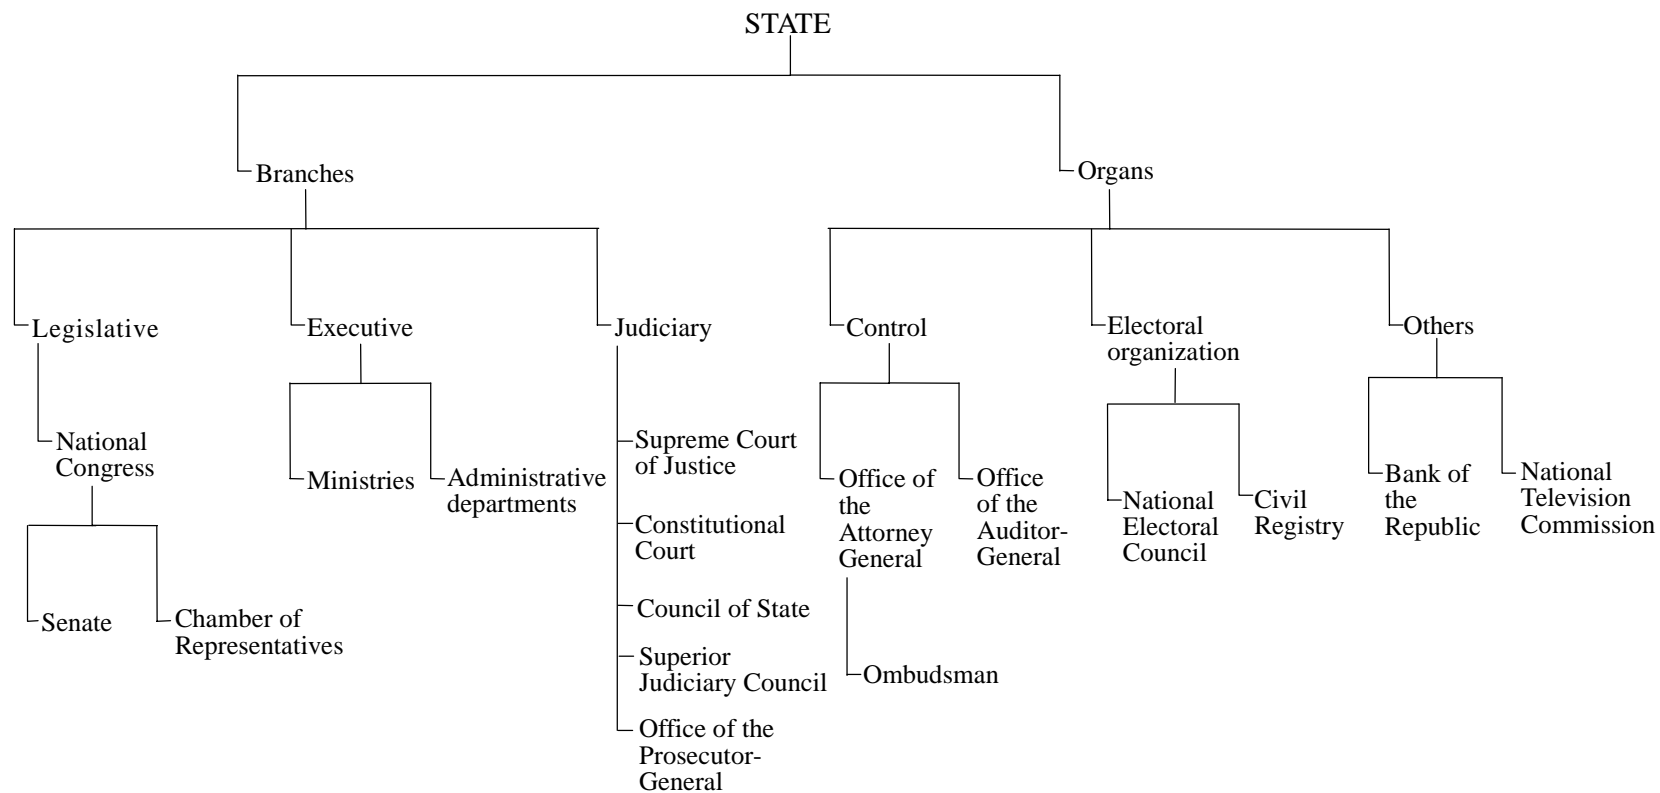 STATE
Branches
Organs
Legislative
Executive
Judiciary
Control
Electoral
organization
Others
National
Congress
Ministries
Administrative
departments
Supreme Court
of Justice
Constitutional
Court
Council of State
Superior
Judiciary Council
Office of the
Prosecutor-
General
Office of
the
Attorney
General
Office
of the
Auditor-
General
National
Electoral
Council
Civil
Registry
Bank of
the
Republic
National
Television
Commission
Senate
Chamber of
Representatives
Ombudsman